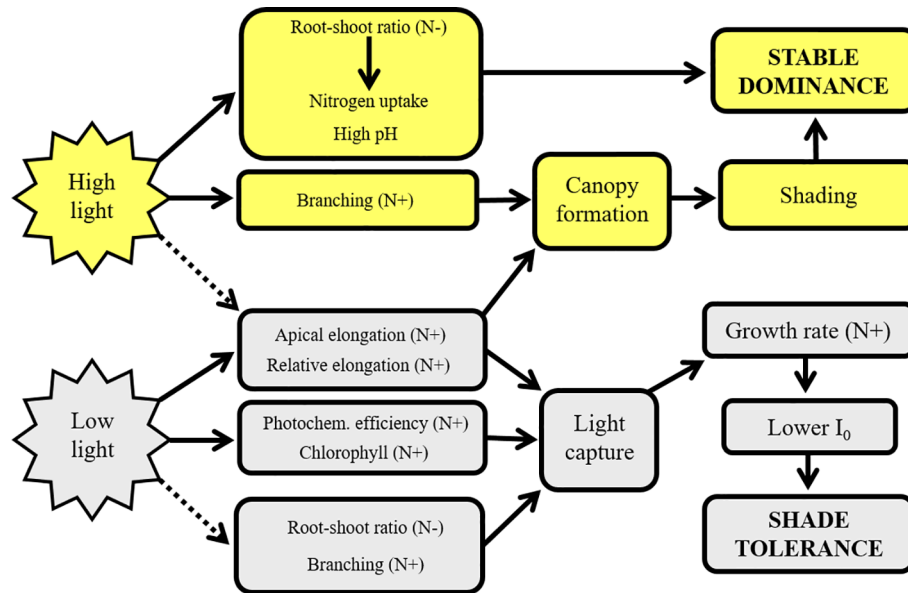 Root-shoot ratio (N-)
Nitrogen uptake
High pH
STABLE
DOMINANCE
High
light
Branching (N+)
Canopy
formation
Shading
Apical elongation (N+)
Relative elongation (N+)
Growth rate (N+)
Low
light
Photochem. efficiency (N+)
Chlorophyll (N+)
Light
capture
Lower I₀
Root-shoot ratio (N-)
Branching (N+)
SHADE
TOLERANCE